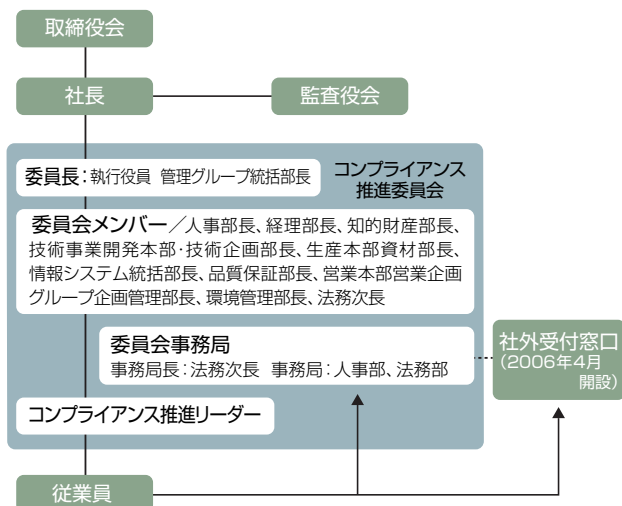 取締役会
社長
監査役会
コンプライアンス
推進委員会
委員長：執行役員 管理グループ統括部長
委員会メンバー／人事部長、経理部長、知的財産部長、
技術事業開発本部・技術企画部長、生産本部資材部長、
情報システム統括部長、品質保証部長、営業本部営業企画
グループ企画管理部長、環境管理部長、法務次長
委員会事務局
事務局長：法務次長 事務局：人事部、法務部
社外受付窓口
（2006年4月
開設）
コンプライアンス推進リーダー
従業員